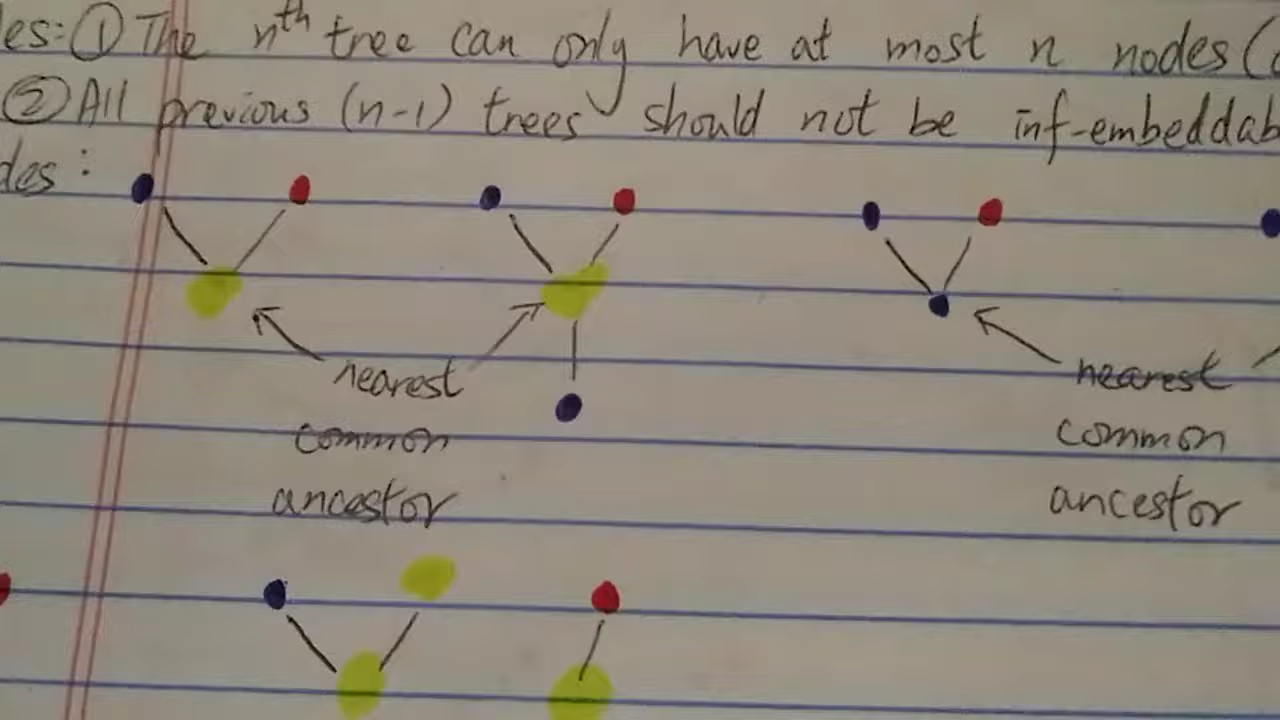 les: ① The nth tree can only have at most n nodes (
② All previous (n-1) trees should not be inf-embeddab
des:
nearest
common
ancestor
nearest
common
ancestor